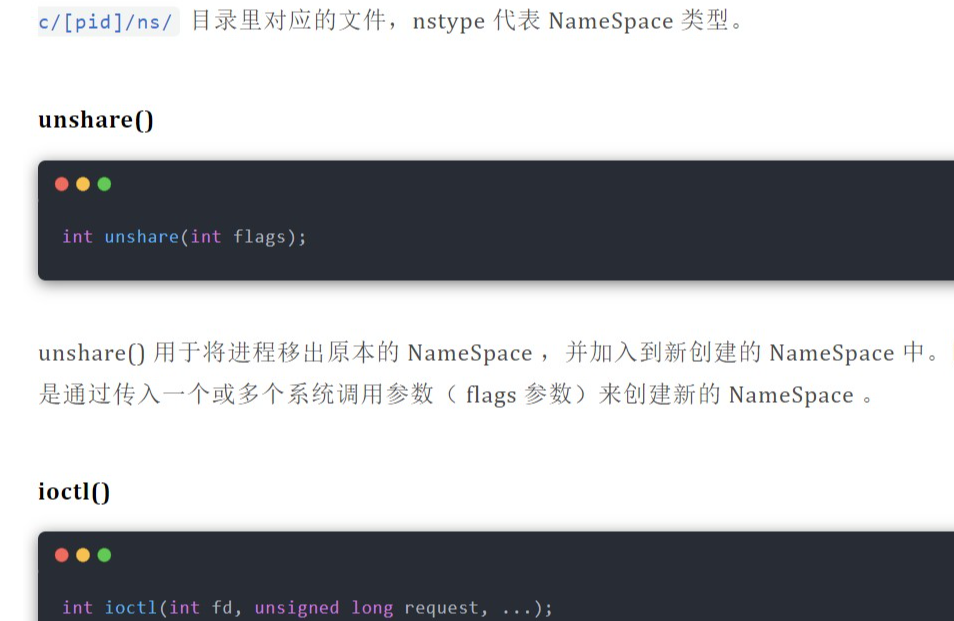 c/[pid]/ns/ 目录里对应的文件，nstype 代表 NameSpace 类型。
unshare()
int unshare(int flags);
unshare() 用于将进程移出原本的 NameSpace ，并加入到新创建的 NameSpace 中。
是通过传入一个或多个系统调用参数（ flags 参数）来创建新的 NameSpace 。
ioctl()
int ioctl(int fd, unsigned long request, ...);